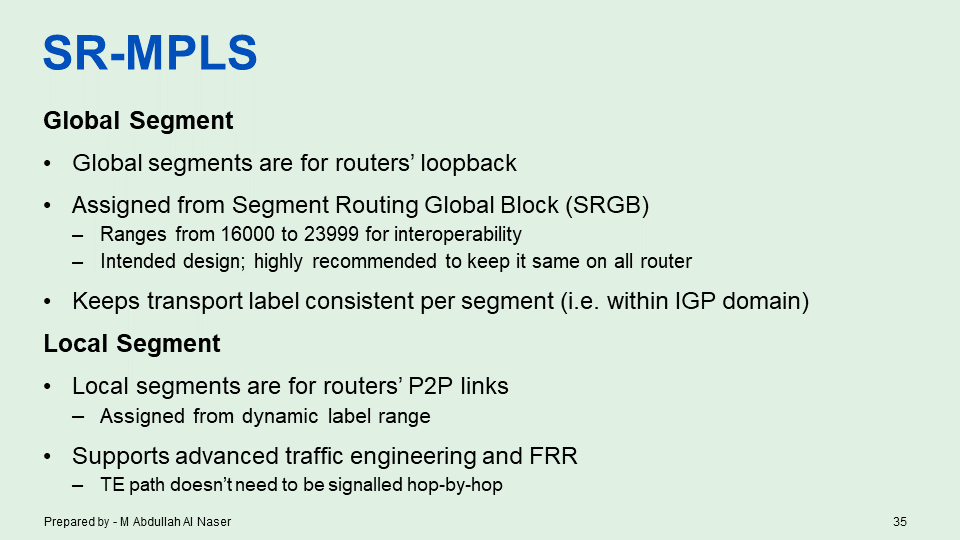 SR-MPLS
Global Segment
• Global segments are for routers’ loopback
• Assigned from Segment Routing Global Block (SRGB)
– Ranges from 16000 to 23999 for interoperability
– Intended design; highly recommended to keep it same on all router
• Keeps transport label consistent per segment (i.e. within IGP domain)
Local Segment
• Local segments are for routers’ P2P links
– Assigned from dynamic label range
• Supports advanced traffic engineering and FRR
– TE path doesn’t need to be signalled hop-by-hop
Prepared by - M Abdullah Al Naser
35